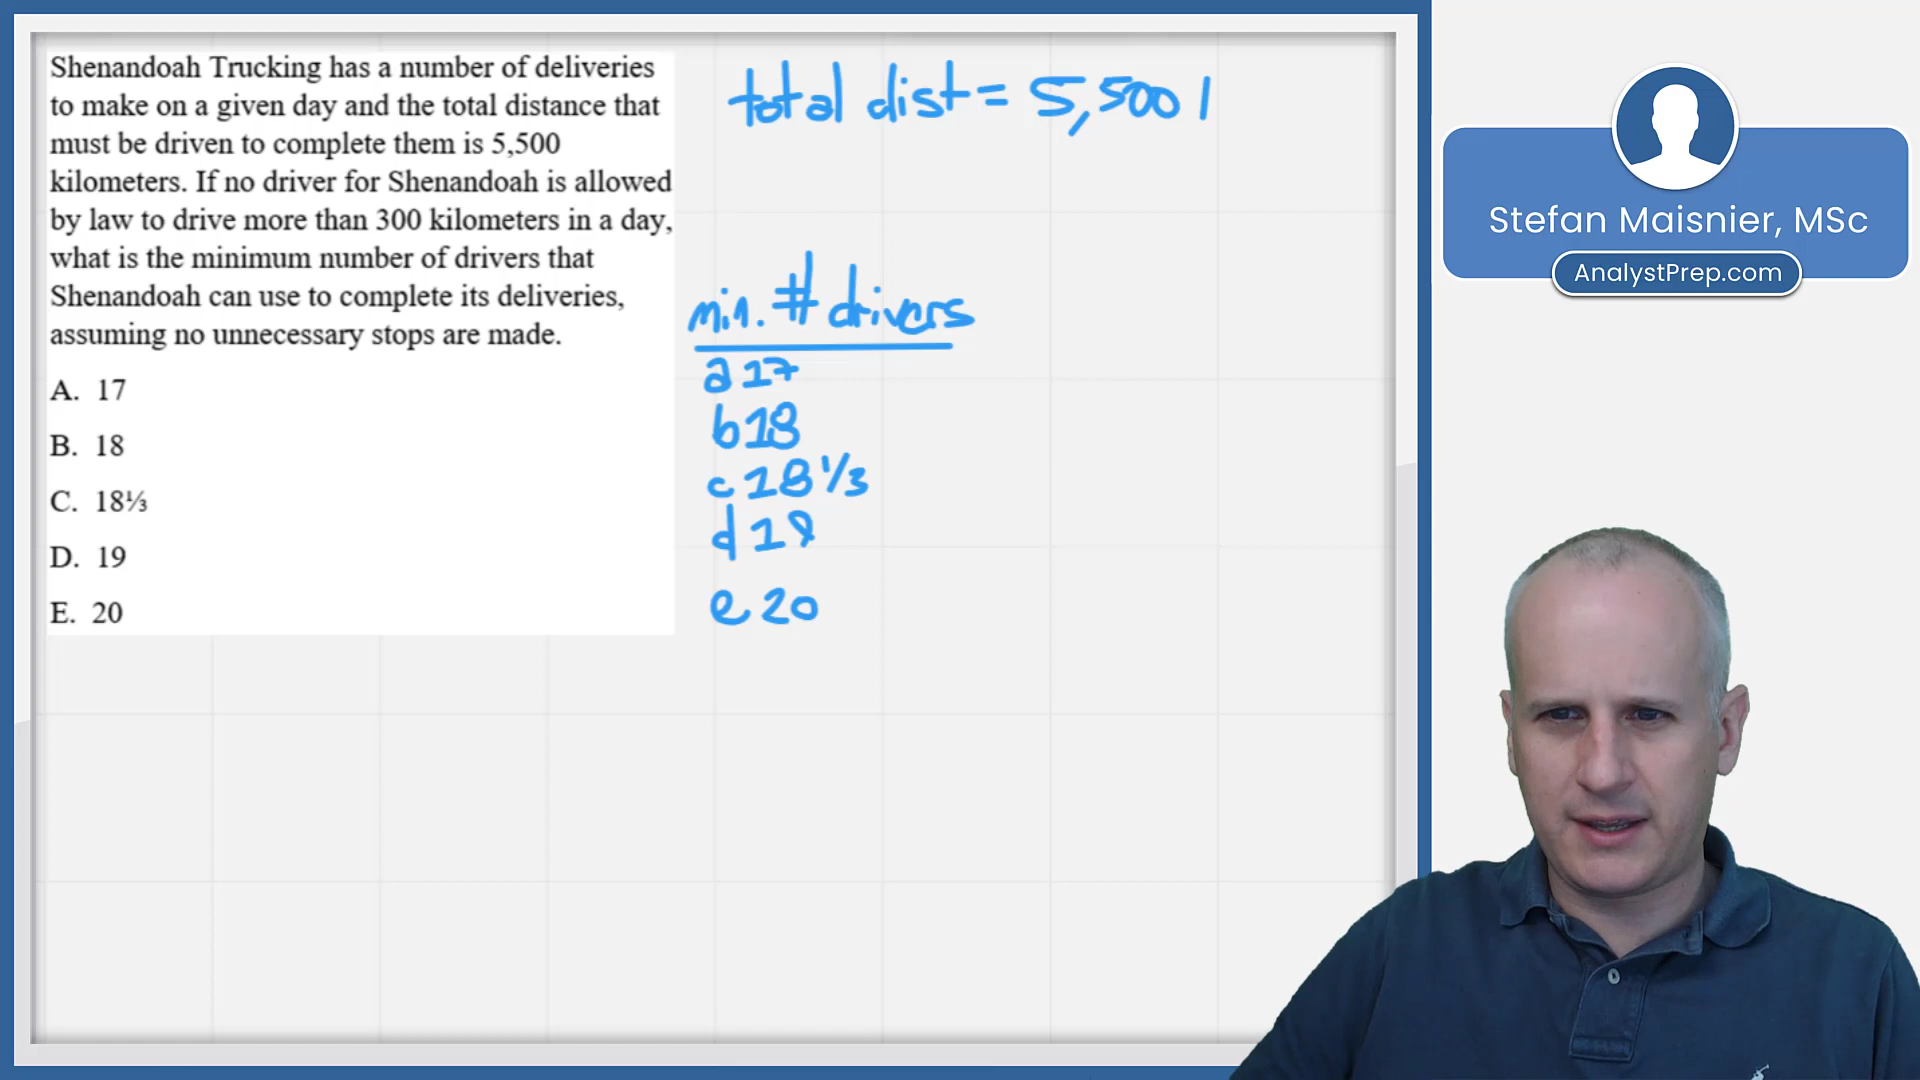 Shenandoah Trucking has a number of deliveries
to make on a given day and the total distance that
must be driven to complete them is 5,500
kilometers. If no driver for Shenandoah is allowed
by law to drive more than 300 kilometers in a day,
what is the minimum number of drivers that
Shenandoah can use to complete its deliveries,
assuming no unnecessary stops are made.
A. 17
B. 18
C. 18⅓
D. 19
E. 20
total dist = 5,500 l
min. # drivers
a 17
b 18
c 18 1/3
d 19
e 20
Stefan Maisnier, MSc
AnalystPrep.com